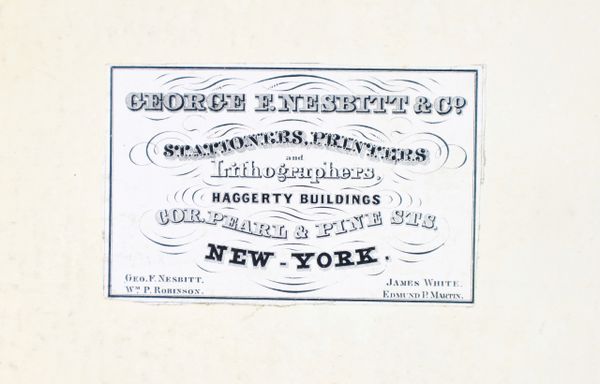 GEORGE F. NESBITT & Co.
STATIONERS, PRINTERS
and
Lithographers,
HAGGERTY BUILDINGS
COR. PEARL & PINE STS.
NEW-YORK.
GEO. F. NESBITT.
Wm P. ROBINSON.
JAMES WHITE.
EDMUND P. MARTIN.